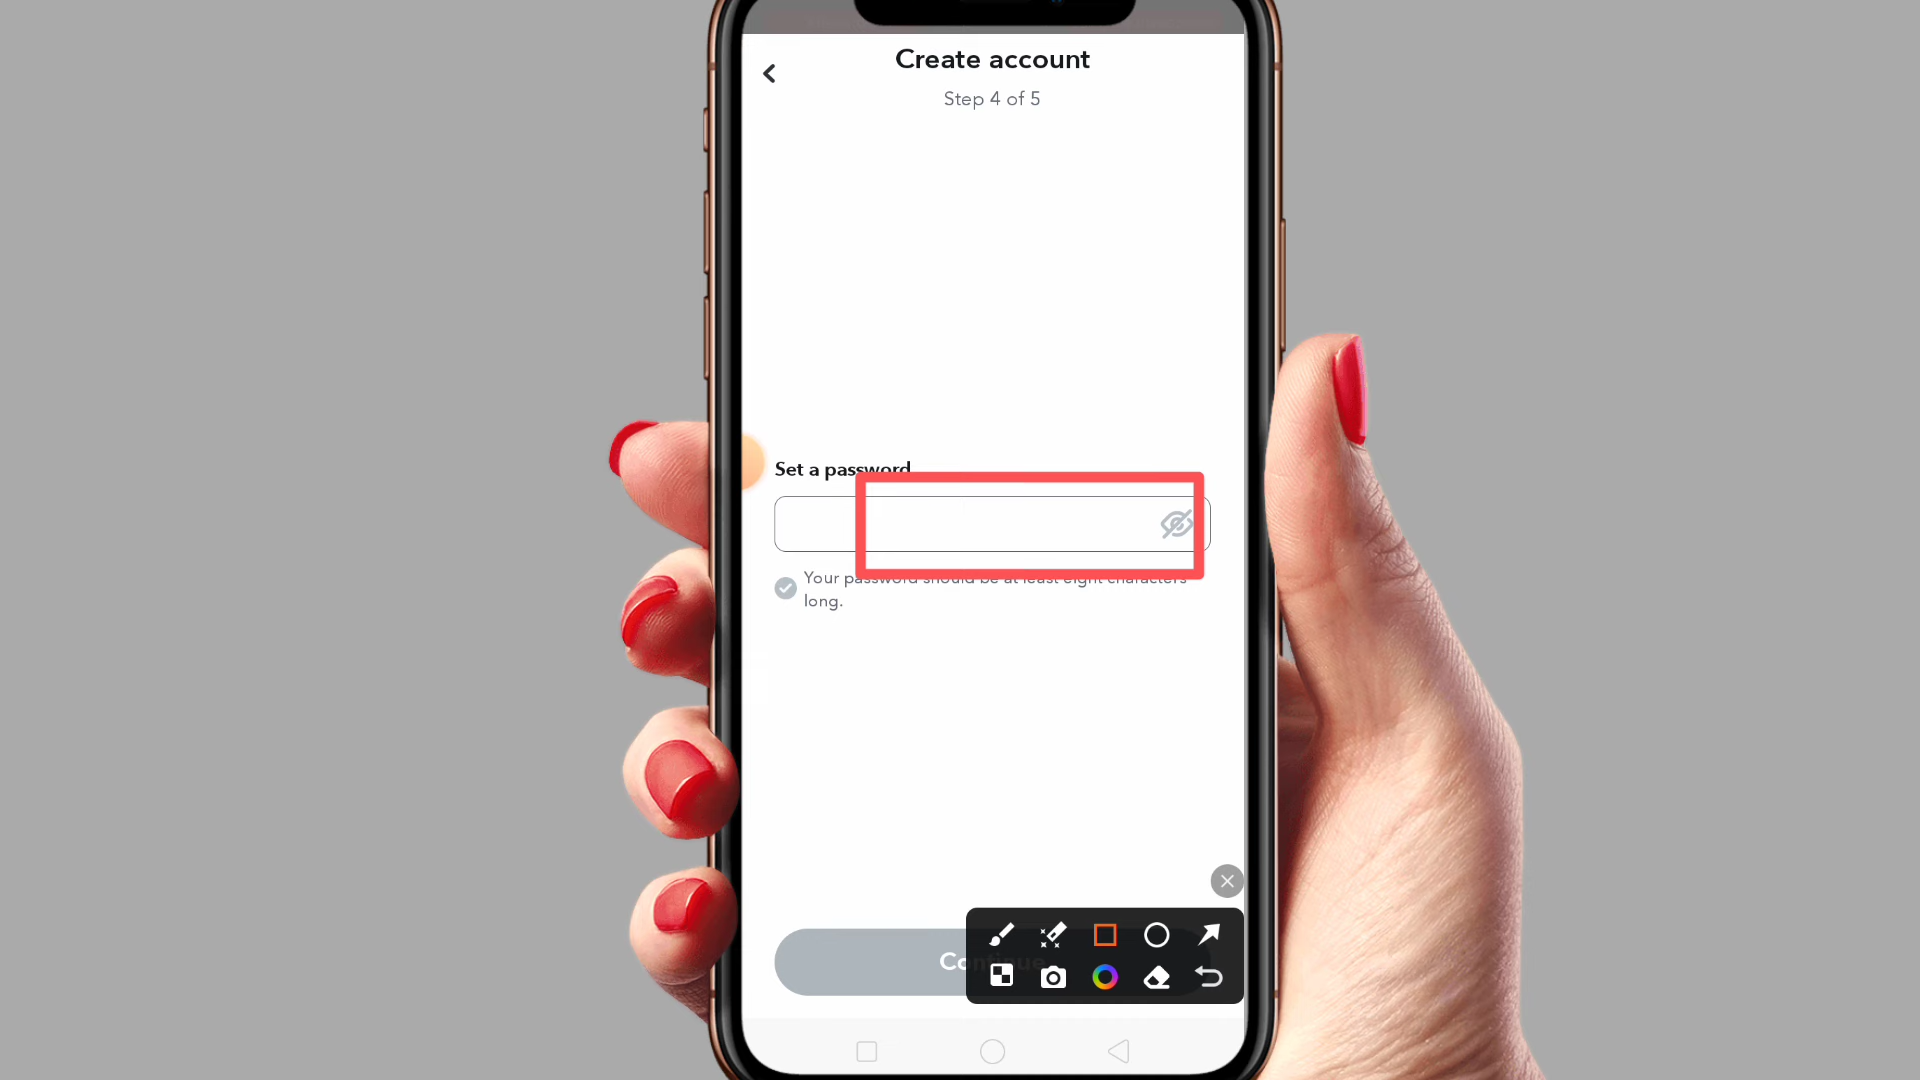 Create account
Step 4 of 5
Set a password
Your password should be at least eight characters
long.
Continue